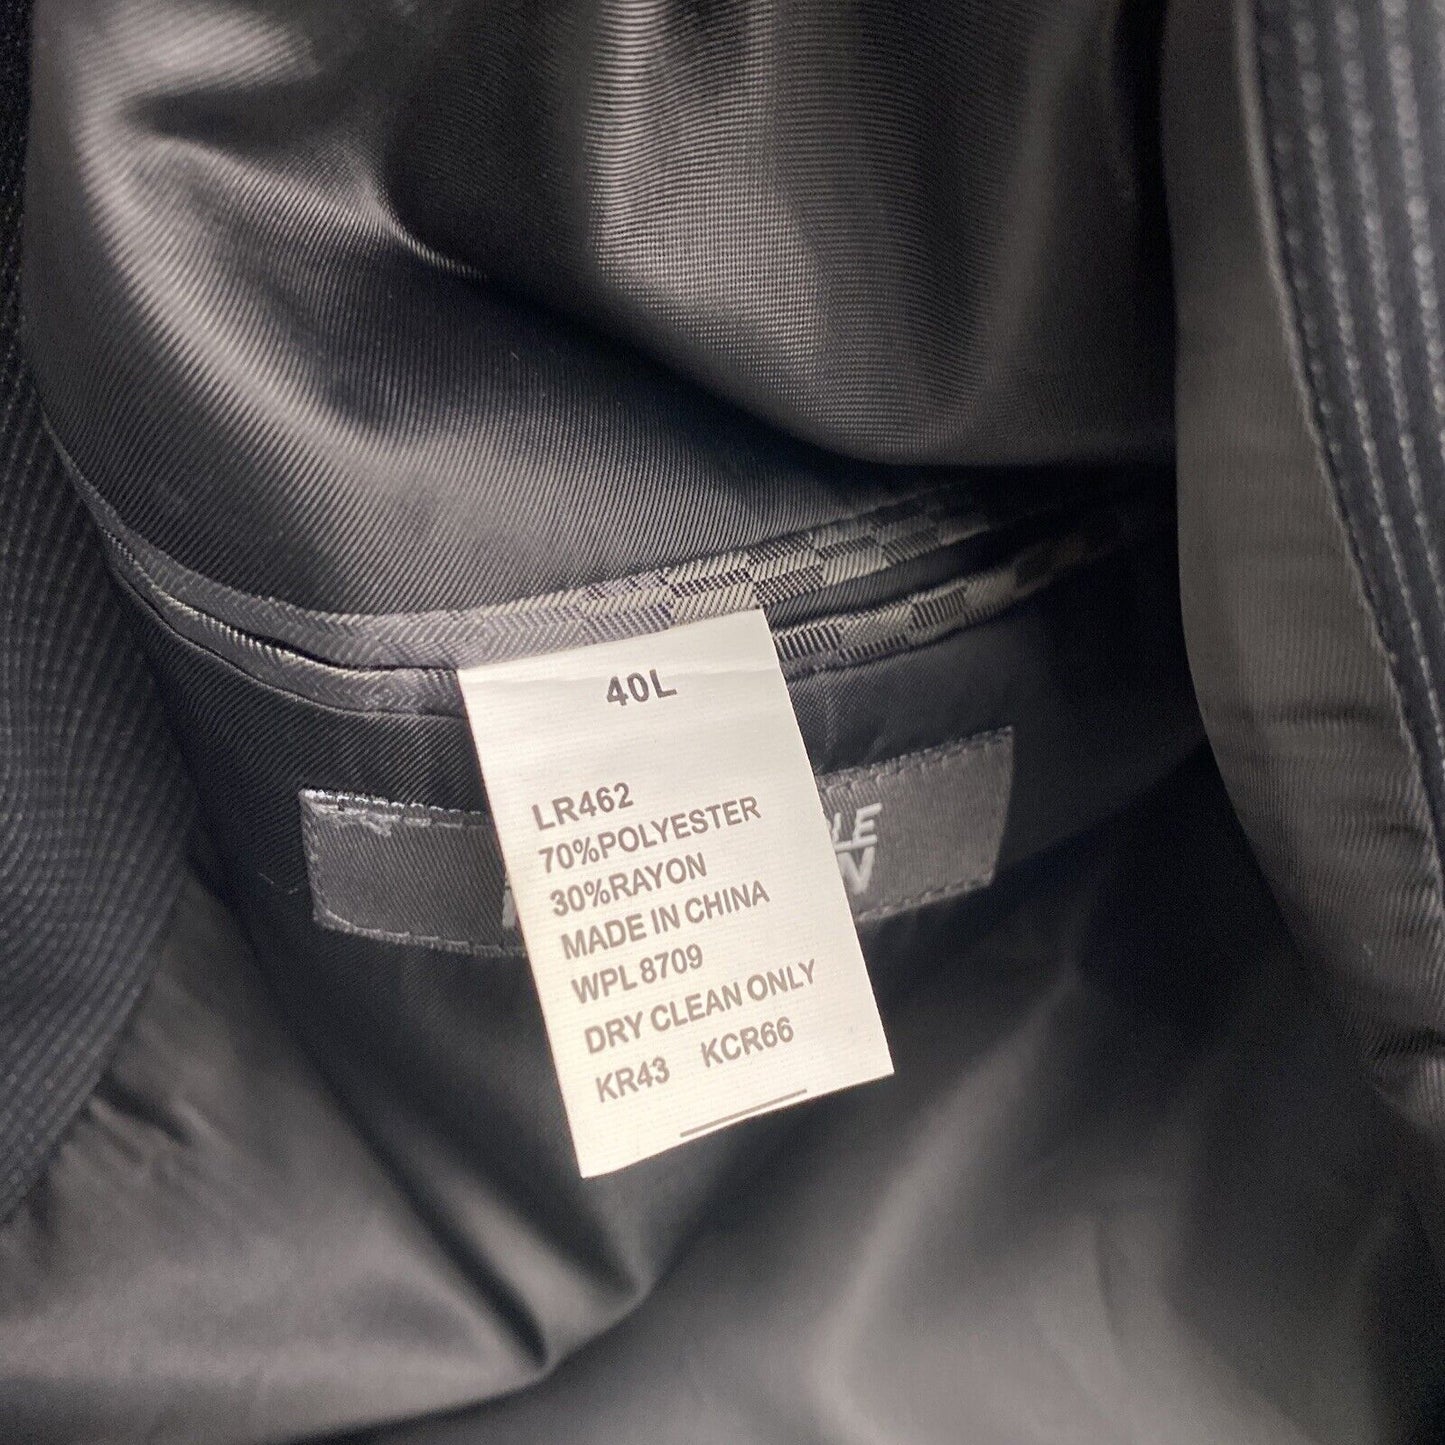 40L
LR462
70%POLYESTER
30%RAYON
MADE IN CHINA
WPL 8709
DRY CLEAN ONLY
KR43 KCR66